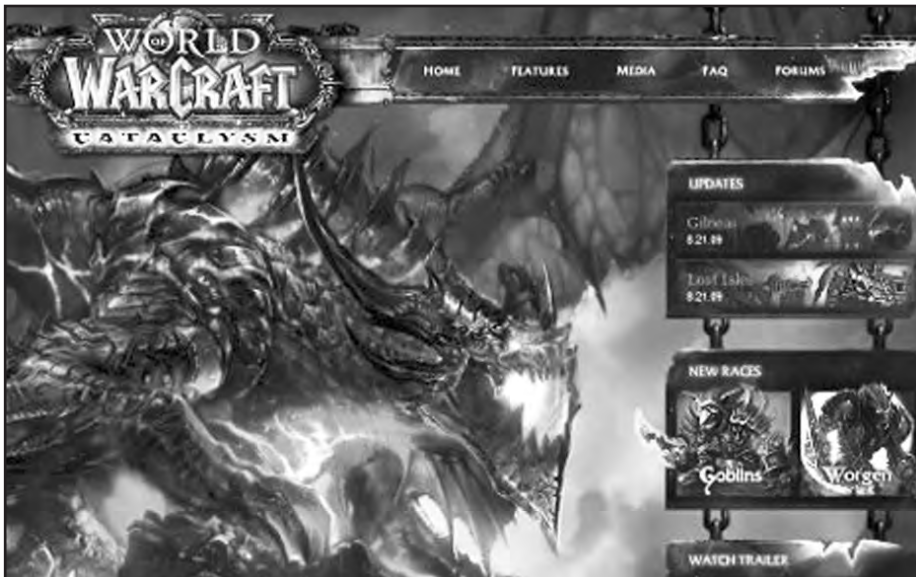 WORLD
OF
WARCRAFT
CATACLYSM
HOME FEATURES MEDIA FAQ FORUMS
UPDATES
Gilneas
8.21.09
Lost Isles
8.21.09
NEW RACES
Goblins Worgen
WATCH TRAILER